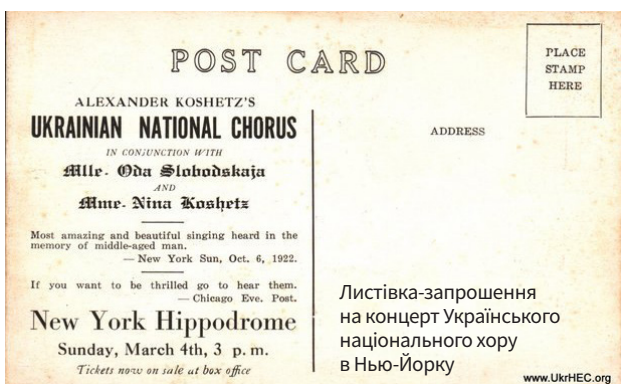 POST CARD
PLACE
STAMP
HERE
ALEXANDER KOSHETZ'S
UKRAINIAN NATIONAL CHORUS
IN CONJUNCTION WITH
Mlle. Oda Slobodskaja
AND
Mme. Nina Koshetz
Most amazing and beautiful singing heard in the
memory of middle-aged man.
— New York Sun, Oct. 6, 1922.
If you want to be thrilled go to hear them.
— Chicago Eve. Post.
New York Hippodrome
Sunday, March 4th, 3 p. m.
Tickets now on sale at box office
ADDRESS
Листівка-запрошення
на концерт Українського
національного хору
в Нью-Йорку
www.UkrHEC.org